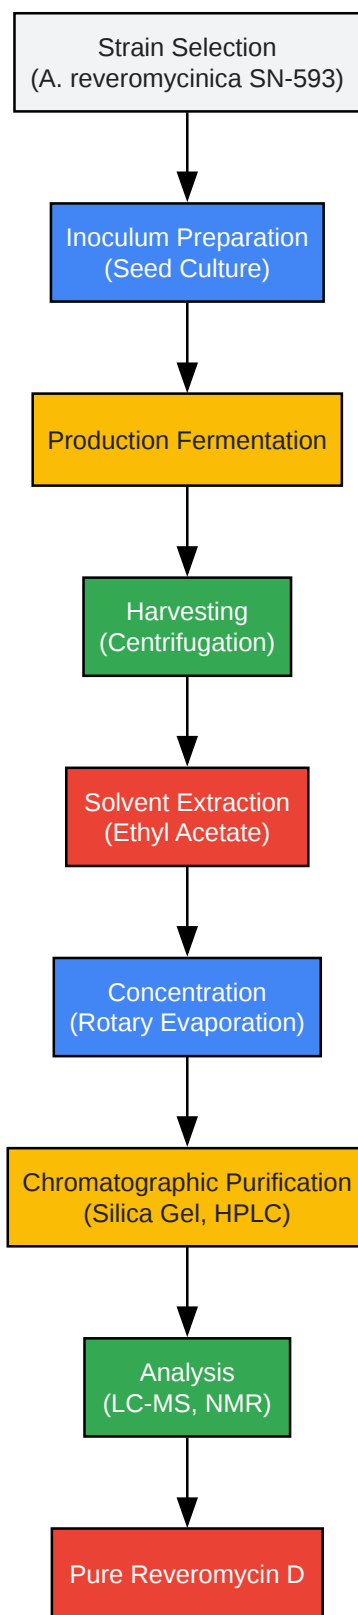 Strain Selection
(A. reveromycinica SN-593)
Inoculum Preparation
(Seed Culture)
Production Fermentation
Harvesting
(Centrifugation)
Solvent Extraction
(Ethyl Acetate)
Concentration
(Rotary Evaporation)
Chromatographic Purification
(Silica Gel, HPLC)
Analysis
(LC-MS, NMR)
Pure Reveromycin D